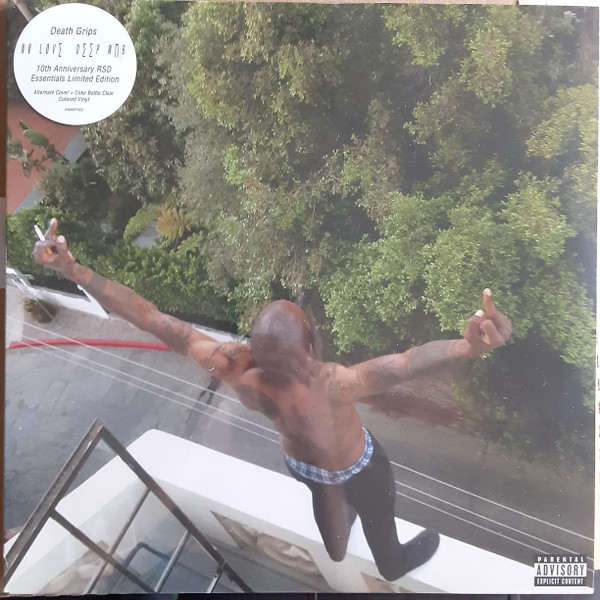 Death Grips
NO LOVE DEEP WEB
10th Anniversary RSD
Essentials Limited Edition
Alternate Cover + Coke Bottle Clear
Colored Vinyl
PARENTAL
ADVISORY
EXPLICIT CONTENT